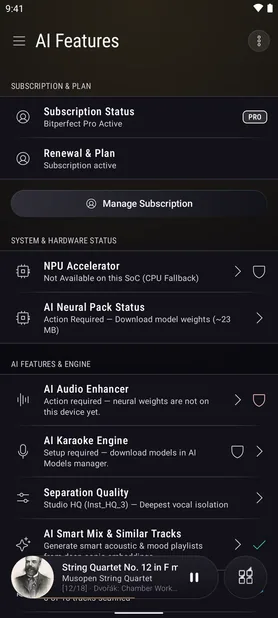 9:41
AI Features
SUBSCRIPTION & PLAN
Subscription Status
Bitperfect Pro Active
PRO
Renewal & Plan
Subscription active
Manage Subscription
SYSTEM & HARDWARE STATUS
NPU Accelerator
Not Available on this SoC (CPU Fallback)
AI Neural Pack Status
Action Required — Download model weights (~23
MB)
AI FEATURES & ENGINE
AI Audio Enhancer
Action required — neural weights are not on
this device yet.
AI Karaoke Engine
Setup required — download models in AI
Models manager.
Separation Quality
Studio HQ (Inst_HQ_3) — Deepest vocal isolation
AI Smart Mix & Similar Tracks
Generate smart acoustic & mood playlists
String Quartet No. 12 in F m
Musopen String Quartet
[12/18] · Dvořák: Chamber Work...